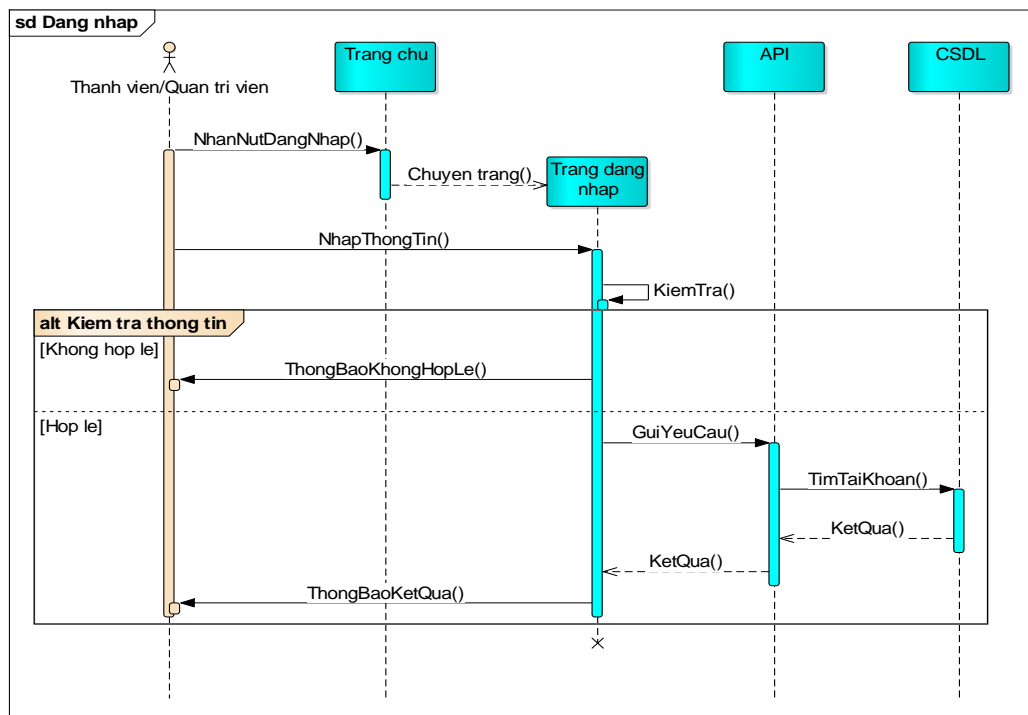 sd Dang nhap
Trang chu
API
CSDL
Thanh vien/Quan tri vien
NhanNutDangNhap()
Chuyen trang()
Trang dang
nhap
NhapThongTin()
KiemTra()
alt Kiem tra thong tin
[Khong hop le]
ThongBaoKhongHopLe()
[Hop le]
GuiYeuCau()
TimTaiKhoan()
KetQua()
KetQua()
ThongBaoKetQua()